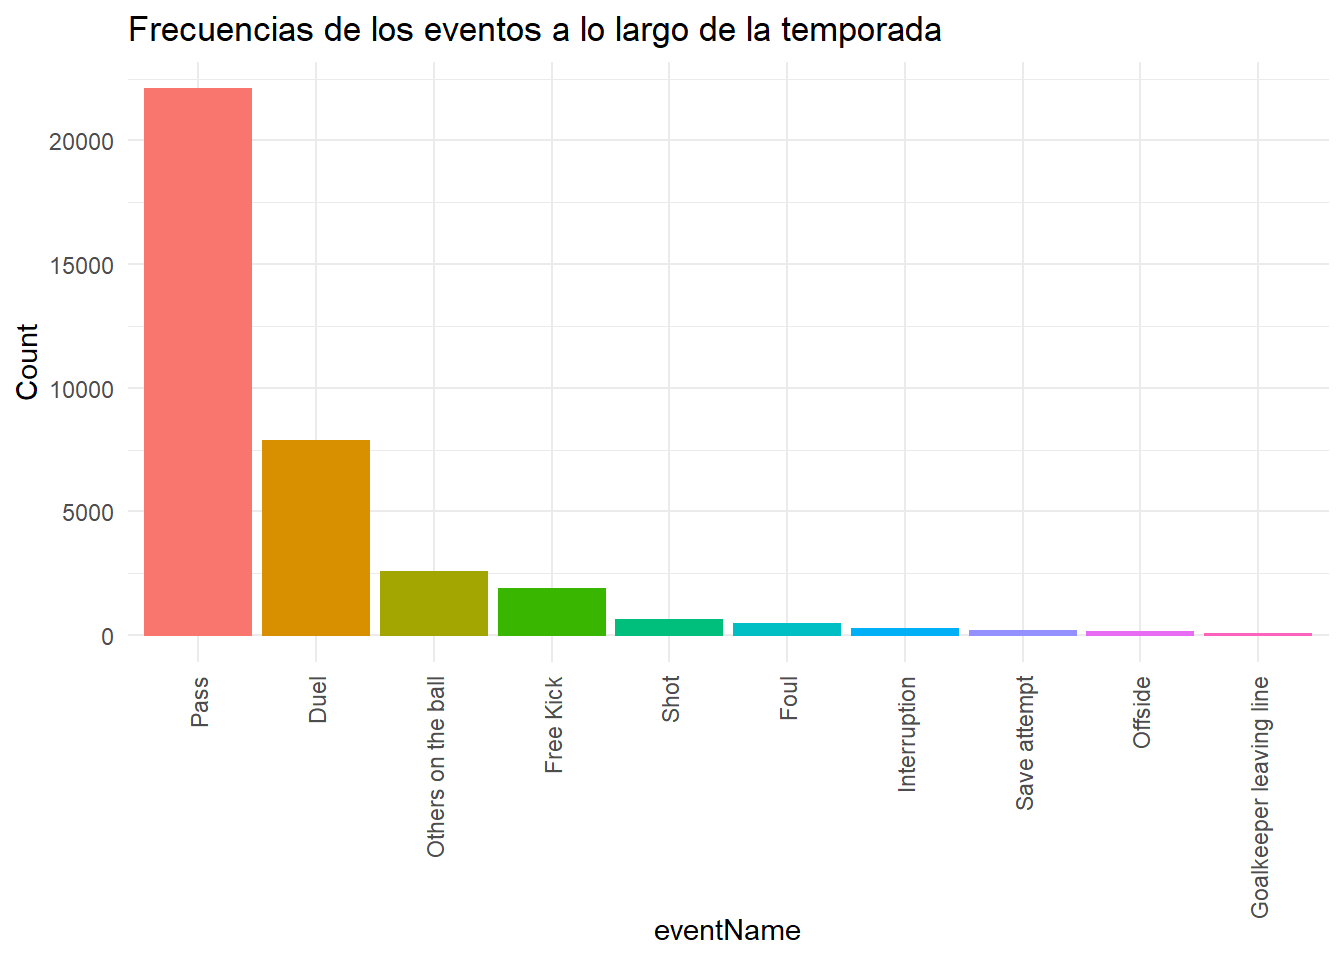 Frecuencias de los eventos a lo largo de la temporada
Count
20000
15000
10000
5000
0
Pass
Duel
Others on the ball
Free Kick
Shot
Foul
Interruption
Save attempt
Offside
Goalkeeper leaving line
eventName